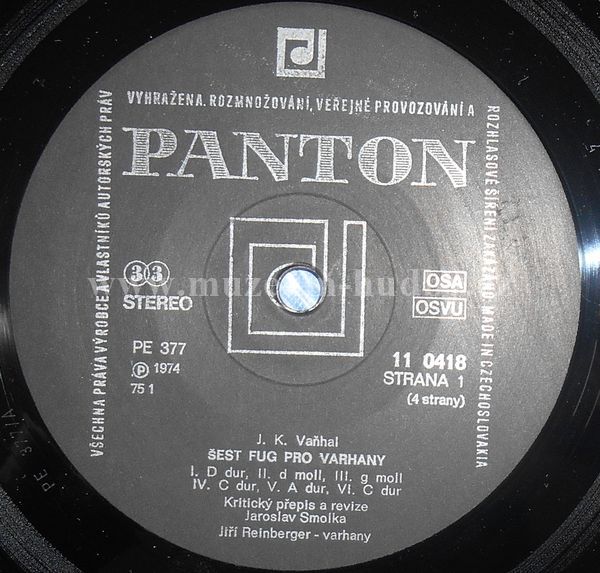 VŠECHNA PRÁVA VÝROBCE A VLASTNÍKŮ AUTORSKÝCH PRÁV
VYHRAŽENA. ROZMNOŽOVÁNÍ, VEŘEJNÉ PROVOZOVÁNÍ A
ROZHLASOVÉ ŠÍŘENÍ ZAKÁZÁNO. MADE IN CZECHOSLOVAKIA
PANTON
33
STEREO
OSA
OSVU
PE 377
Ⓟ 1974
75 1
11 0418
STRANA 1
(4 strany)
J. K. Vaňhal
ŠEST FUG PRO VARHANY
I. D dur, II. d moll, III. g moll
IV. C dur, V. A dur, VI. C dur
Kritický přepis a revize
Jaroslav Smolka
Jiří Reinberger - varhany